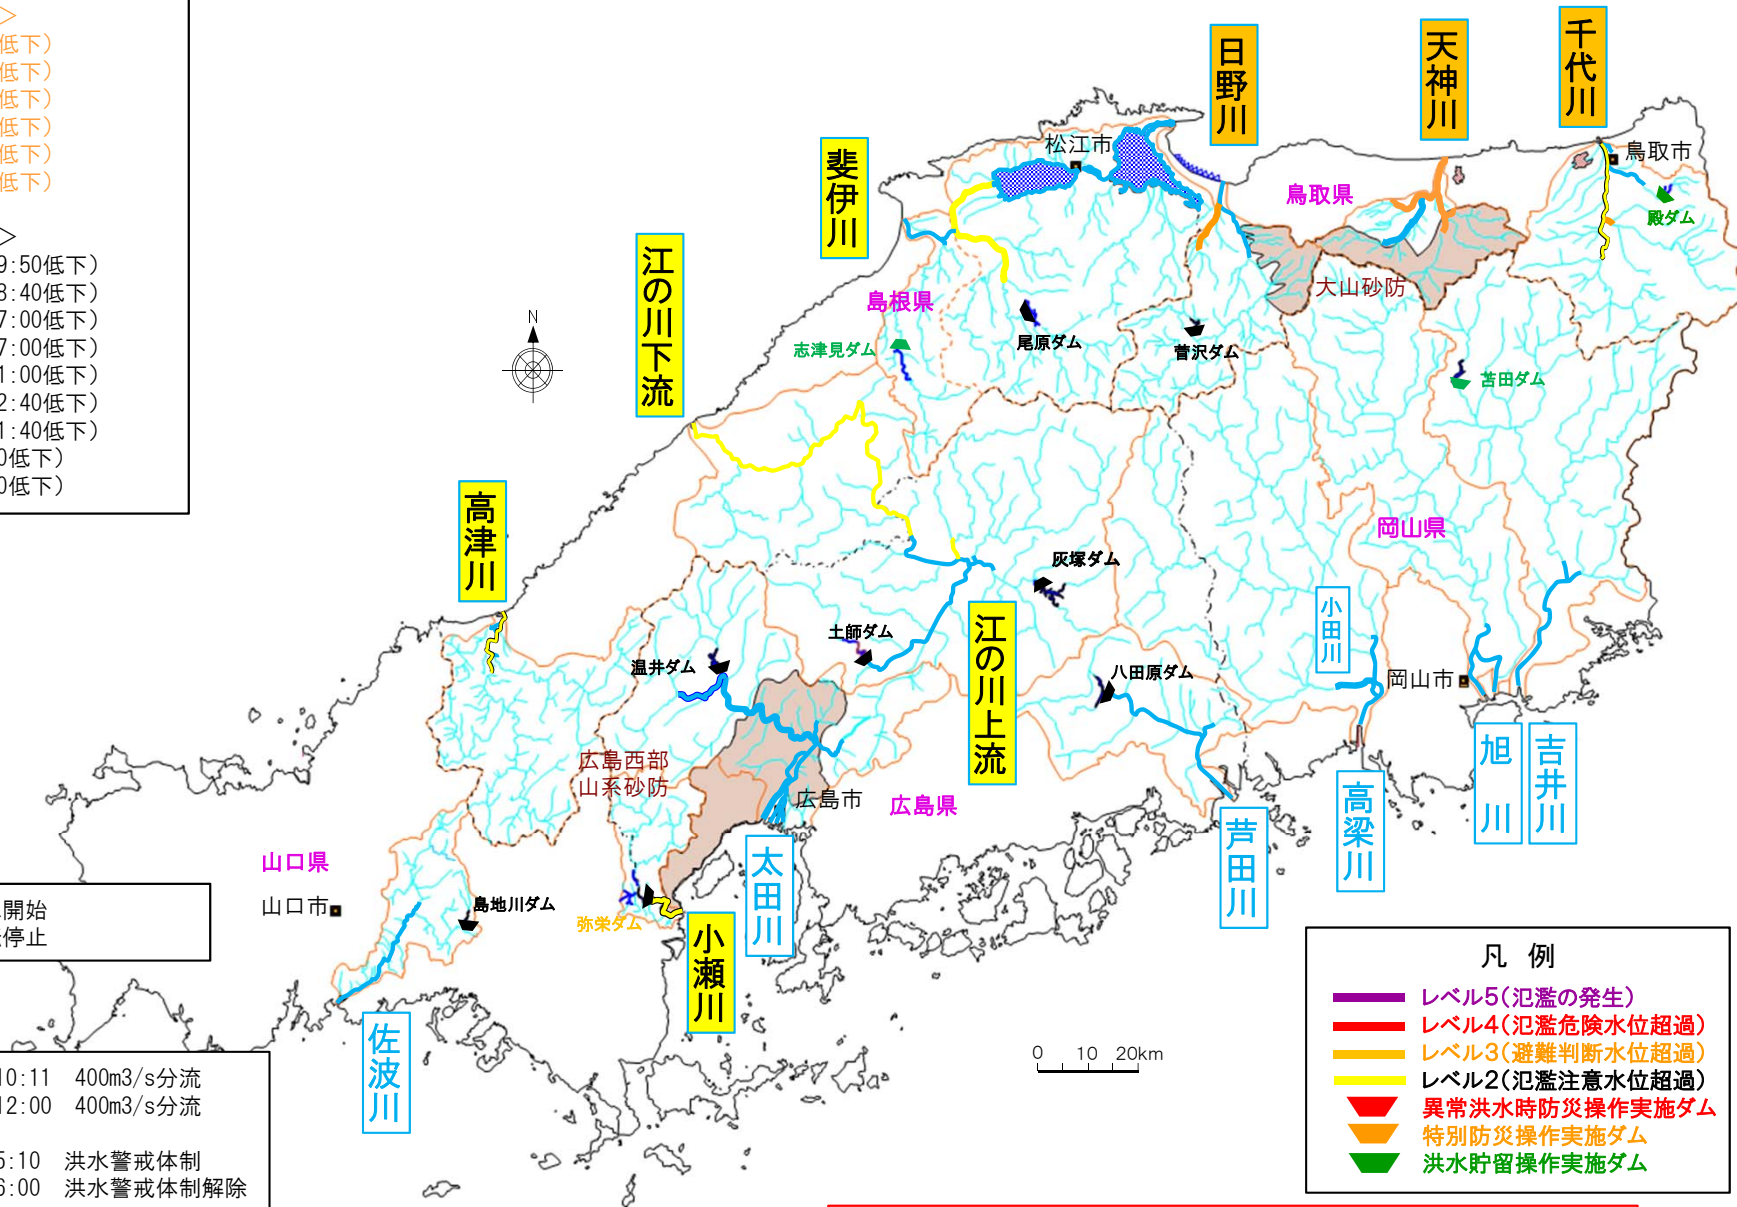 ＞
低下）
低下）
低下）
低下）
低下）
低下）
＞
9:50低下）
8:40低下）
7:00低下）
7:00低下）
1:00低下）
2:40低下）
1:40低下）
0低下）
0低下）
日野川
天神川
千代川
斐伊川
松江市
鳥取市
鳥取県
殿ダム
江の川下流
島根県
大山砂防
N
志津見ダム
尾原ダム
菅沢ダム
苫田ダム
高津川
岡山県
灰塚ダム
小田川
土師ダム
江の川上流
温井ダム
八田原ダム
岡山市
旭川
吉井川
広島西部
山系砂防
広島市
広島県
高梁川
芦田川
太田川
山口県
山口市
島地川ダム
弥栄ダム
小瀬川
佐波川
開始
停止
10:11 400m3/s分流
12:00 400m3/s分流
5:10 洪水警戒体制
6:00 洪水警戒体制解除
0 10 20km
凡 例
レベル5（氾濫の発生）
レベル4（氾濫危険水位超過）
レベル3（避難判断水位超過）
レベル2（氾濫注意水位超過）
異常洪水時防災操作実施ダム
特別防災操作実施ダム
洪水貯留操作実施ダム